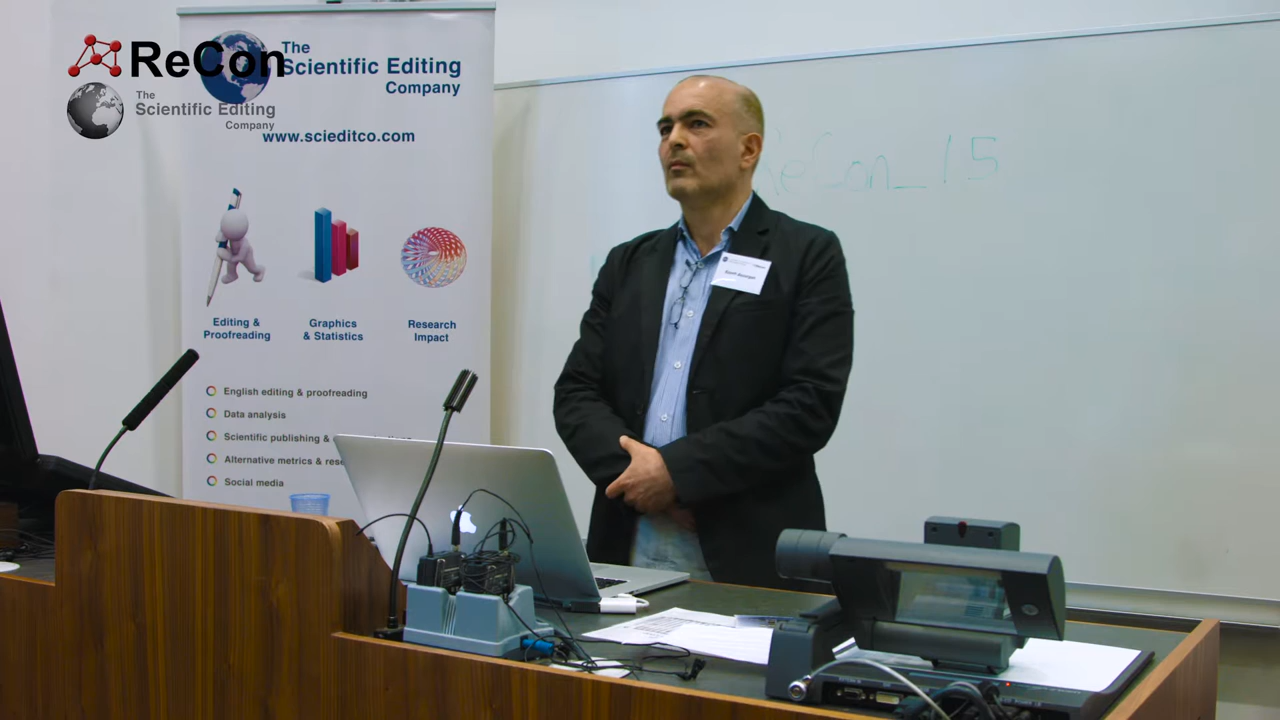 ReCon
The
Scientific Editing
Company
The
Scientific Editing
Company
www.scieditco.com
Editing &
Proofreading
Graphics
& Statistics
Research
Impact
English editing & proofreading
Data analysis
Scientific publishing &
Alternative metrics &
Social media
ReCon_15